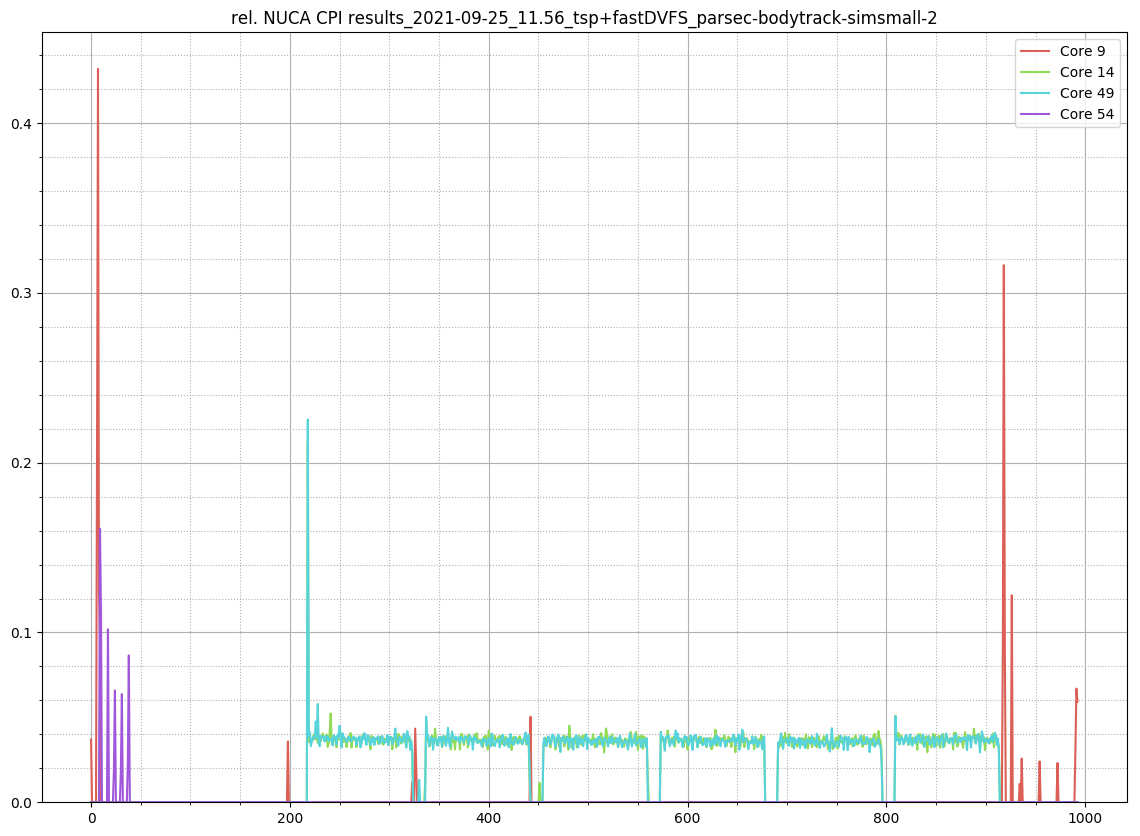 rel. NUCA CPI results_2021-09-25_11.56_tsp+fastDVFS_parsec-bodytrack-simsmall-2
Core 9
Core 14
Core 49
Core 54
0.4
0.3
0.2
0.1
0.0
0 200 400 600 800 1000